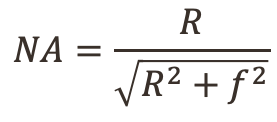 NA = R / √(R² + f²)